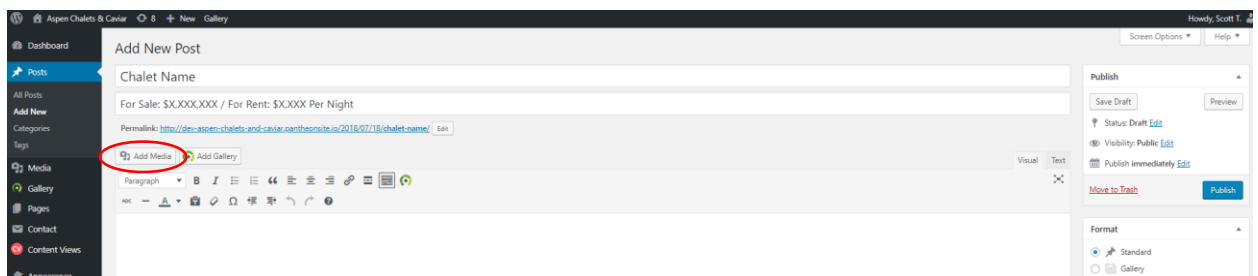 Aspen Chalets & Caviar 8 + New Gallery Howdy, Scott T.
Screen Options Help
Dashboard
Posts
All Posts
Add New
Categories
Tags
Media
Gallery
Pages
Contact
Content Views
Appearance
Add New Post
Chalet Name
For Sale: $X,XXX,XXX / For Rent: $X,XXX Per Night
Permalink: http://dev-aspen-chalets-and-caviar.pantheonsite.io/2018/07/18/chalet-name/ Edit
Add Media Add Gallery
Visual Text
Paragraph B I
ABC A Ω
Publish
Save Draft Preview
Status: Draft Edit
Visibility: Public Edit
Publish immediately Edit
Move to Trash Publish
Format
Standard
Gallery